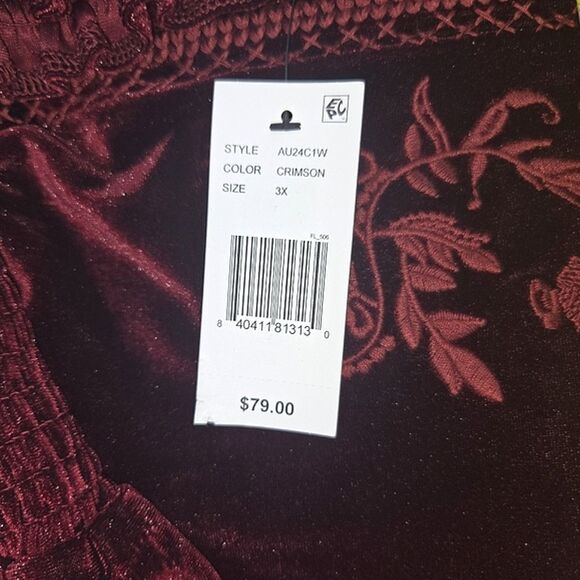 STYLE AU24C1W
COLOR CRIMSON
SIZE 3X
FL_506
8 40411 81313 0
$79.00